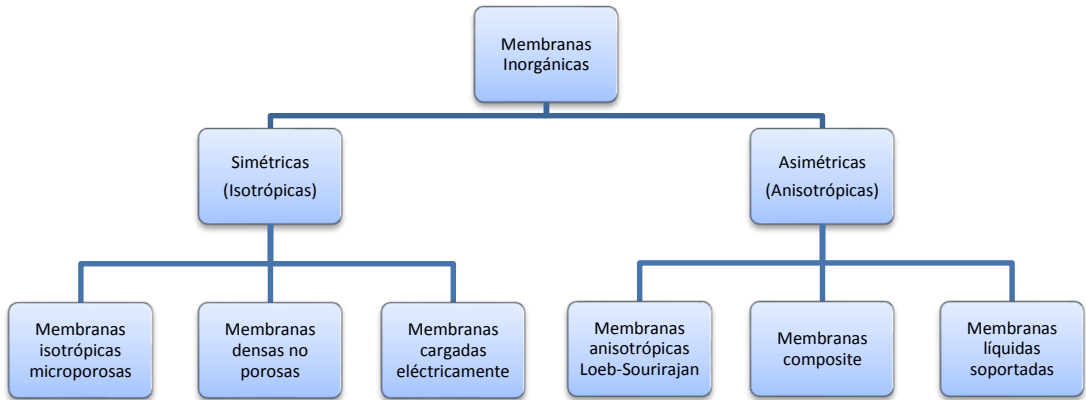 Membranas
Inorgánicas
Simétricas
(Isotrópicas)
Asimétricas
(Anisotrópicas)
Membranas
isotrópicas
microporosas
Membranas
densas no
porosas
Membranas
cargadas
eléctricamente
Membranas
anisotrópicas
Loeb-Sourirajan
Membranas
composite
Membranas
líquidas
soportadas